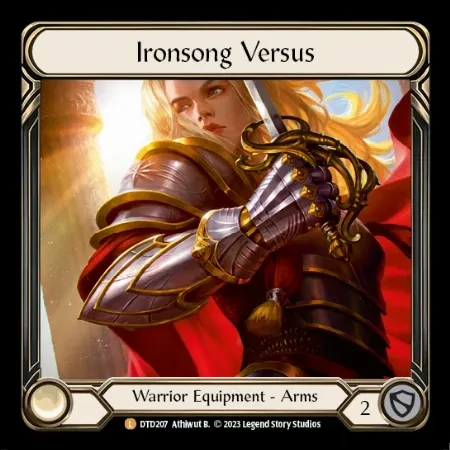 Ironsong Versus
Warrior Equipment - Arms
2
L DTD207 Athiwut B. © 2023 Legend Story Studios